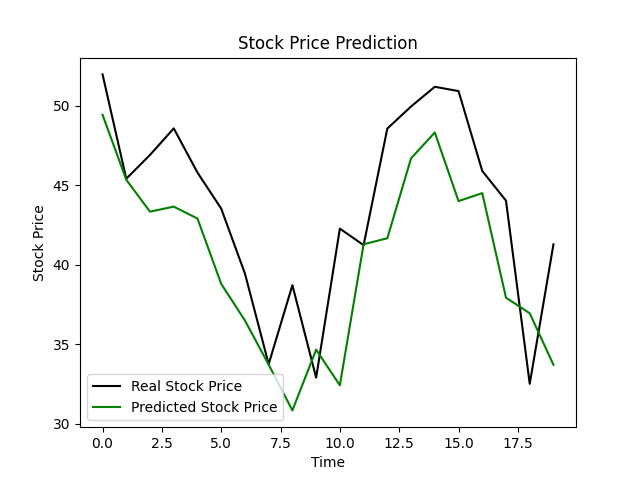 Stock Price Prediction
50
45
40
35
30
Stock Price
Real Stock Price
Predicted Stock Price
0.0 2.5 5.0 7.5 10.0 12.5 15.0 17.5
Time